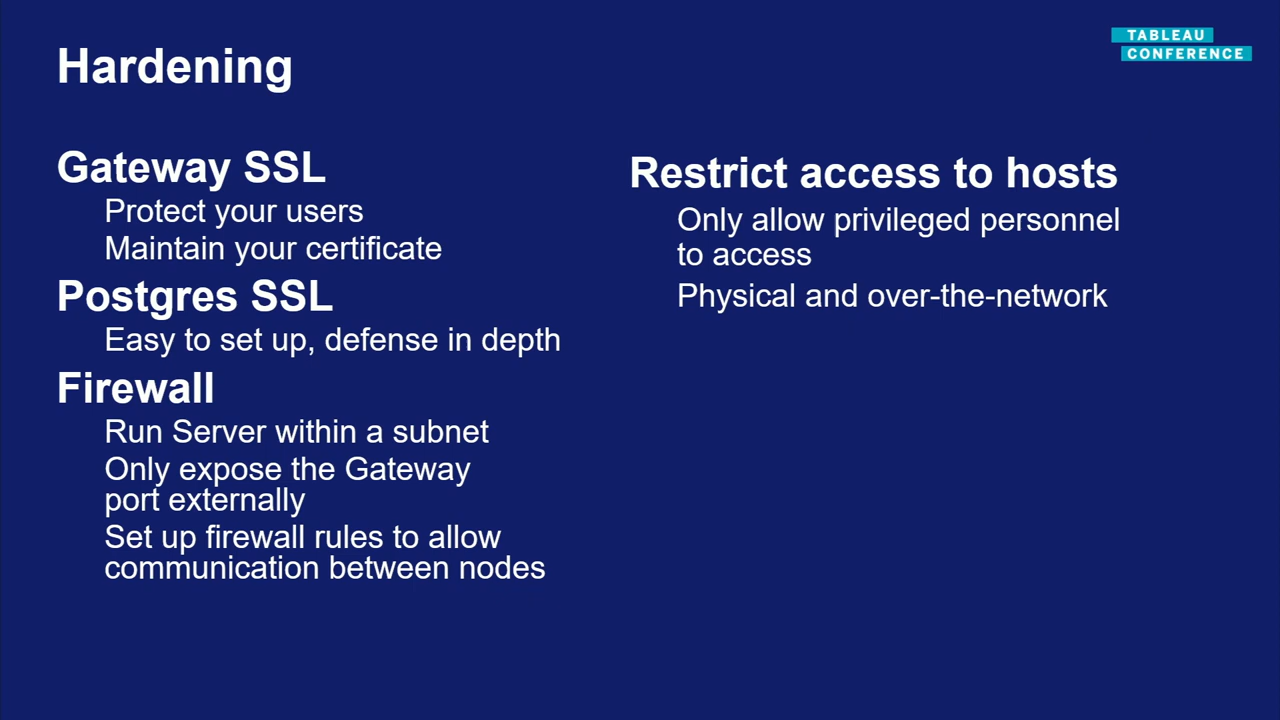 Hardening
TABLEAU
CONFERENCE
Gateway SSL
Protect your users
Maintain your certificate
Postgres SSL
Easy to set up, defense in depth
Firewall
Run Server within a subnet
Only expose the Gateway
port externally
Set up firewall rules to allow
communication between nodes
Restrict access to hosts
Only allow privileged personnel
to access
Physical and over-the-network